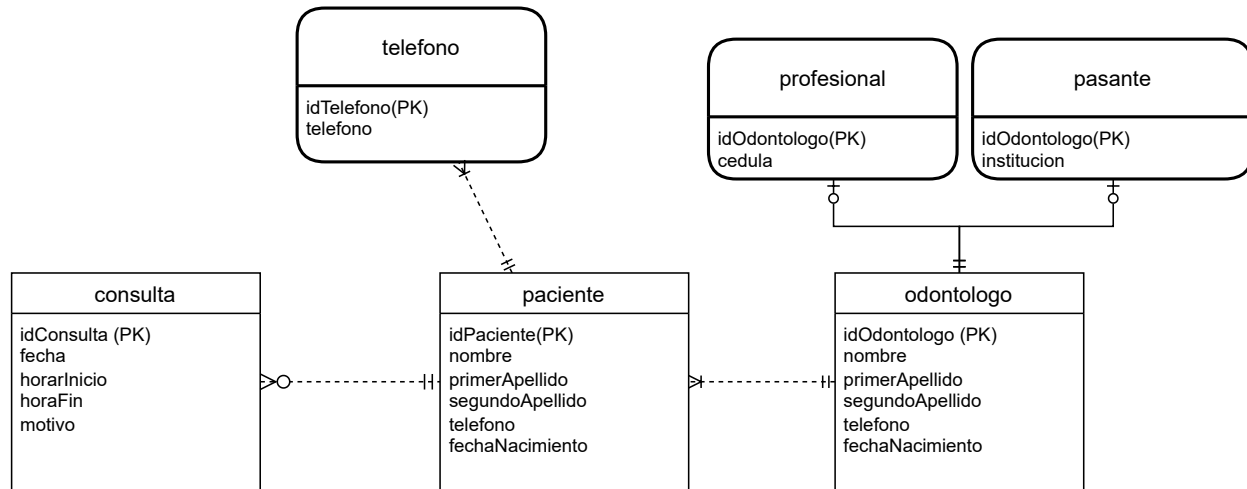 telefono
idTelefono(PK)
telefono
profesional
idOdontologo(PK)
cedula
pasante
idOdontologo(PK)
institucion
consulta
idConsulta (PK)
fecha
horarInicio
horaFin
motivo
paciente
idPaciente(PK)
nombre
primerApellido
segundoApellido
telefono
fechaNacimiento
odontologo
idOdontologo (PK)
nombre
primerApellido
segundoApellido
telefono
fechaNacimiento